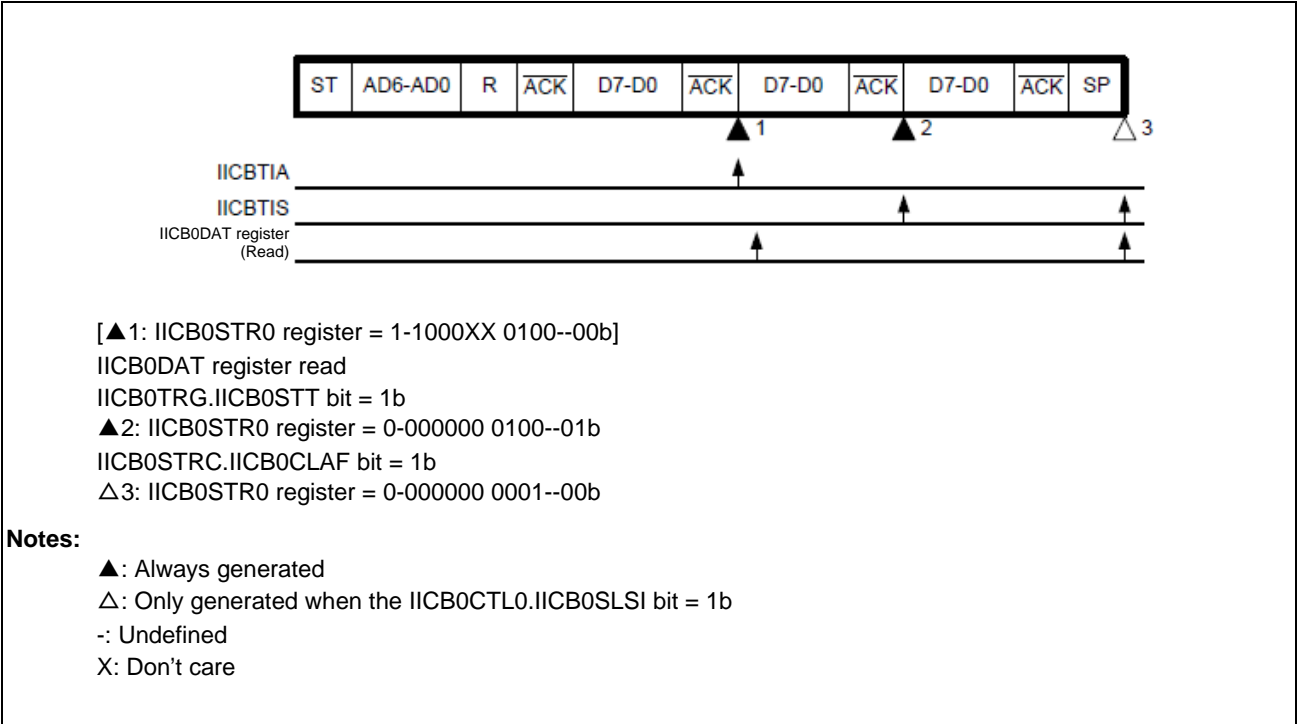 ST AD6-AD0 R ACK D7-D0 ACK D7-D0 ACK D7-D0 ACK SP
▲1 ▲2 △3
IICBTIA
IICBTIS
IICB0DAT register
(Read)
[▲1: IICB0STR0 register = 1-1000XX 0100--00b]
IICB0DAT register read
IICB0TRG.IICB0STT bit = 1b
▲2: IICB0STR0 register = 0-000000 0100--01b
IICB0STRC.IICB0CLAF bit = 1b
△3: IICB0STR0 register = 0-000000 0001--00b
Notes:
▲: Always generated
△: Only generated when the IICB0CTL0.IICB0SLSI bit = 1b
-: Undefined
X: Don't care